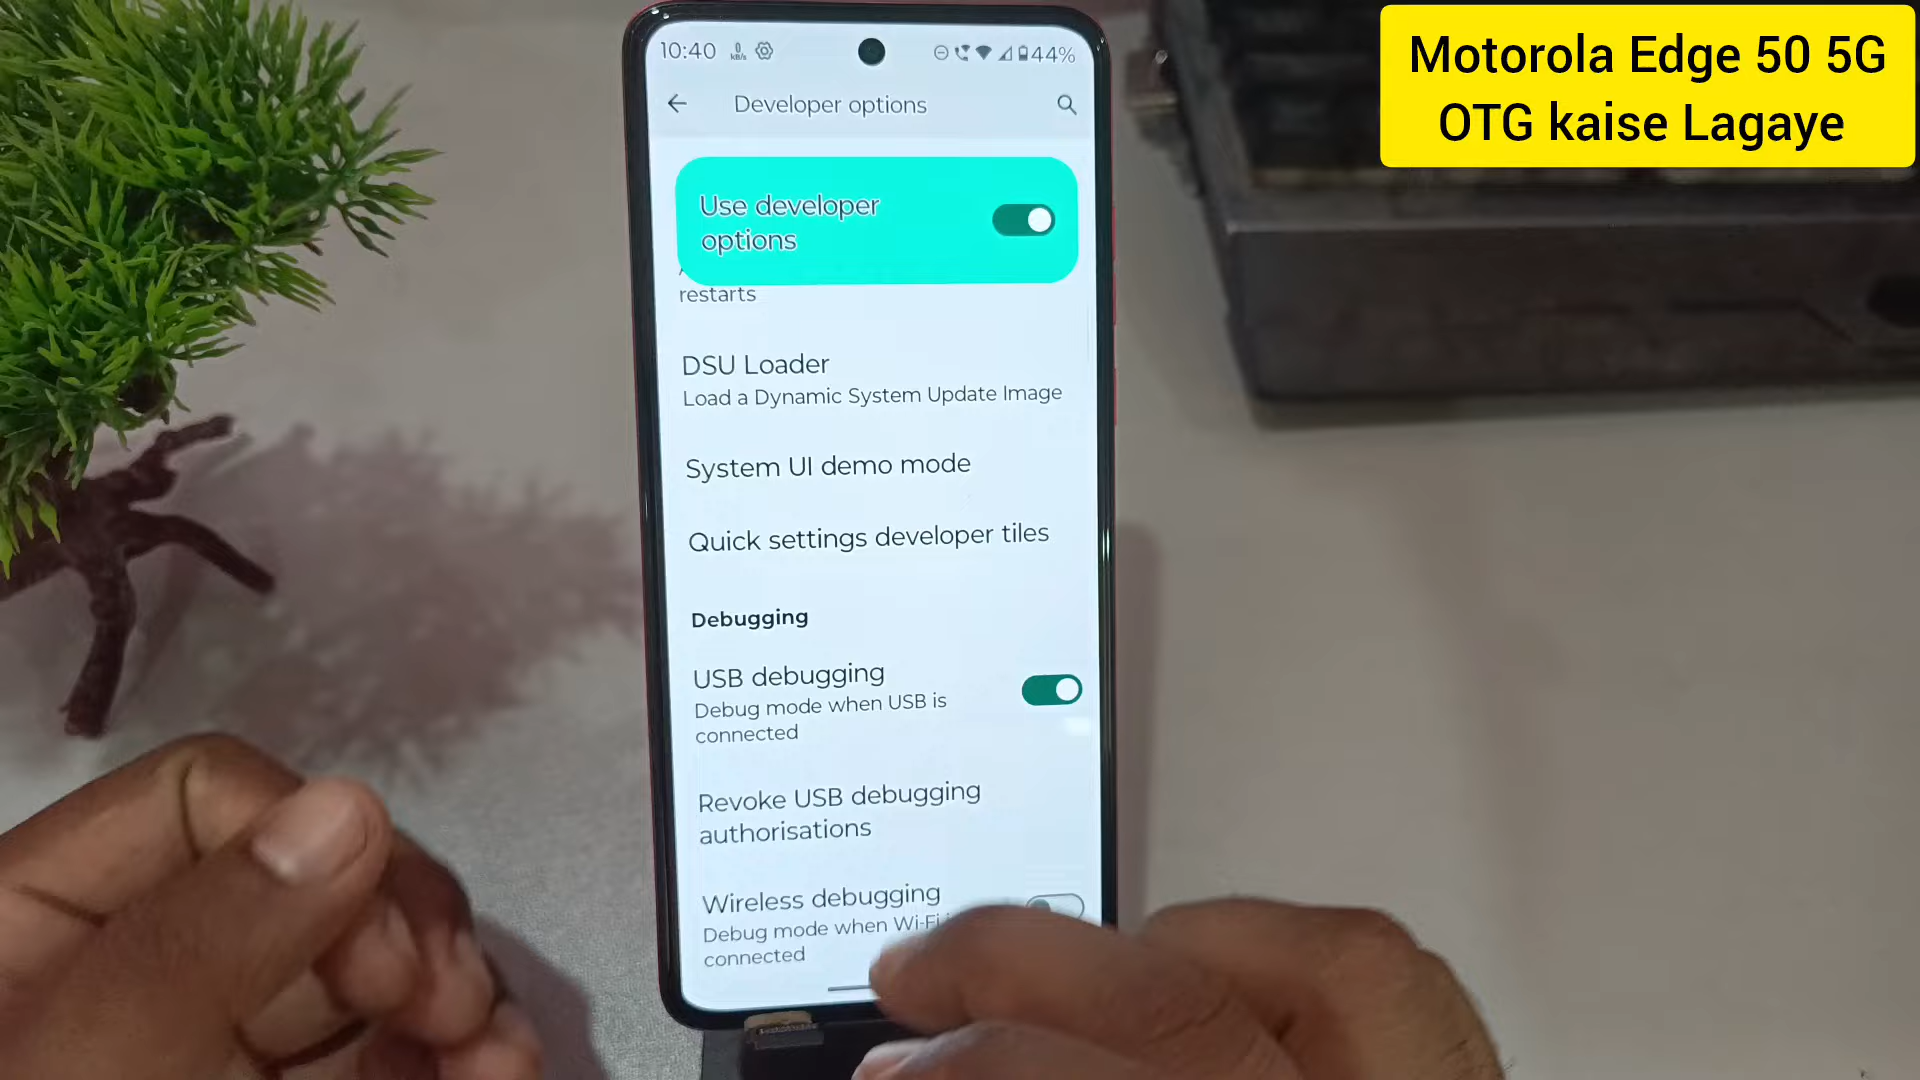 Motorola Edge 50 5G
OTG kaise Lagaye
10:40
44%
Developer options
Use developer
options
restarts
DSU Loader
Load a Dynamic System Update Image
System UI demo mode
Quick settings developer tiles
Debugging
USB debugging
Debug mode when USB is
connected
Revoke USB debugging
authorisations
Wireless debugging
Debug mode when Wi-Fi
connected